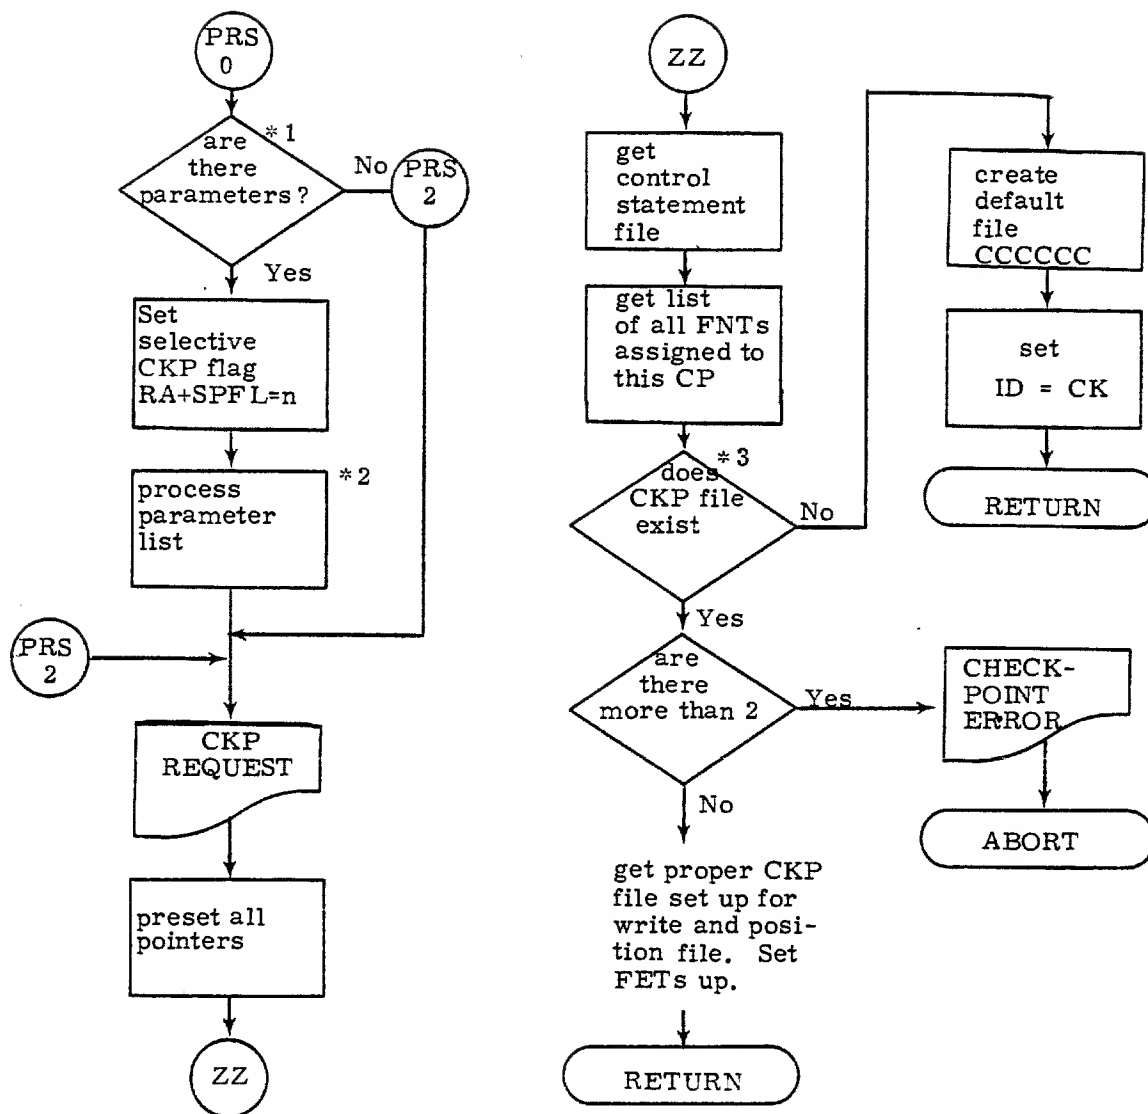 PRS
0
*1
are
there
parameters?
No
PRS
2
Yes
Set
selective
CKP flag
RA+SPFL=n
*2
process
parameter
list
PRS
2
CKP
REQUEST
preset all
pointers
ZZ
ZZ
get
control
statement
file
get list
of all FNTs
assigned to
this CP
*3
does
CKP file
exist
No
Yes
are
there
more than 2
Yes
No
get proper CKP
file set up for
write and posi-
tion file. Set
FETs up.
RETURN
create
default
file
CCCCCC
set
ID = CK
RETURN
CHECK-
POINT
ERROR
ABORT